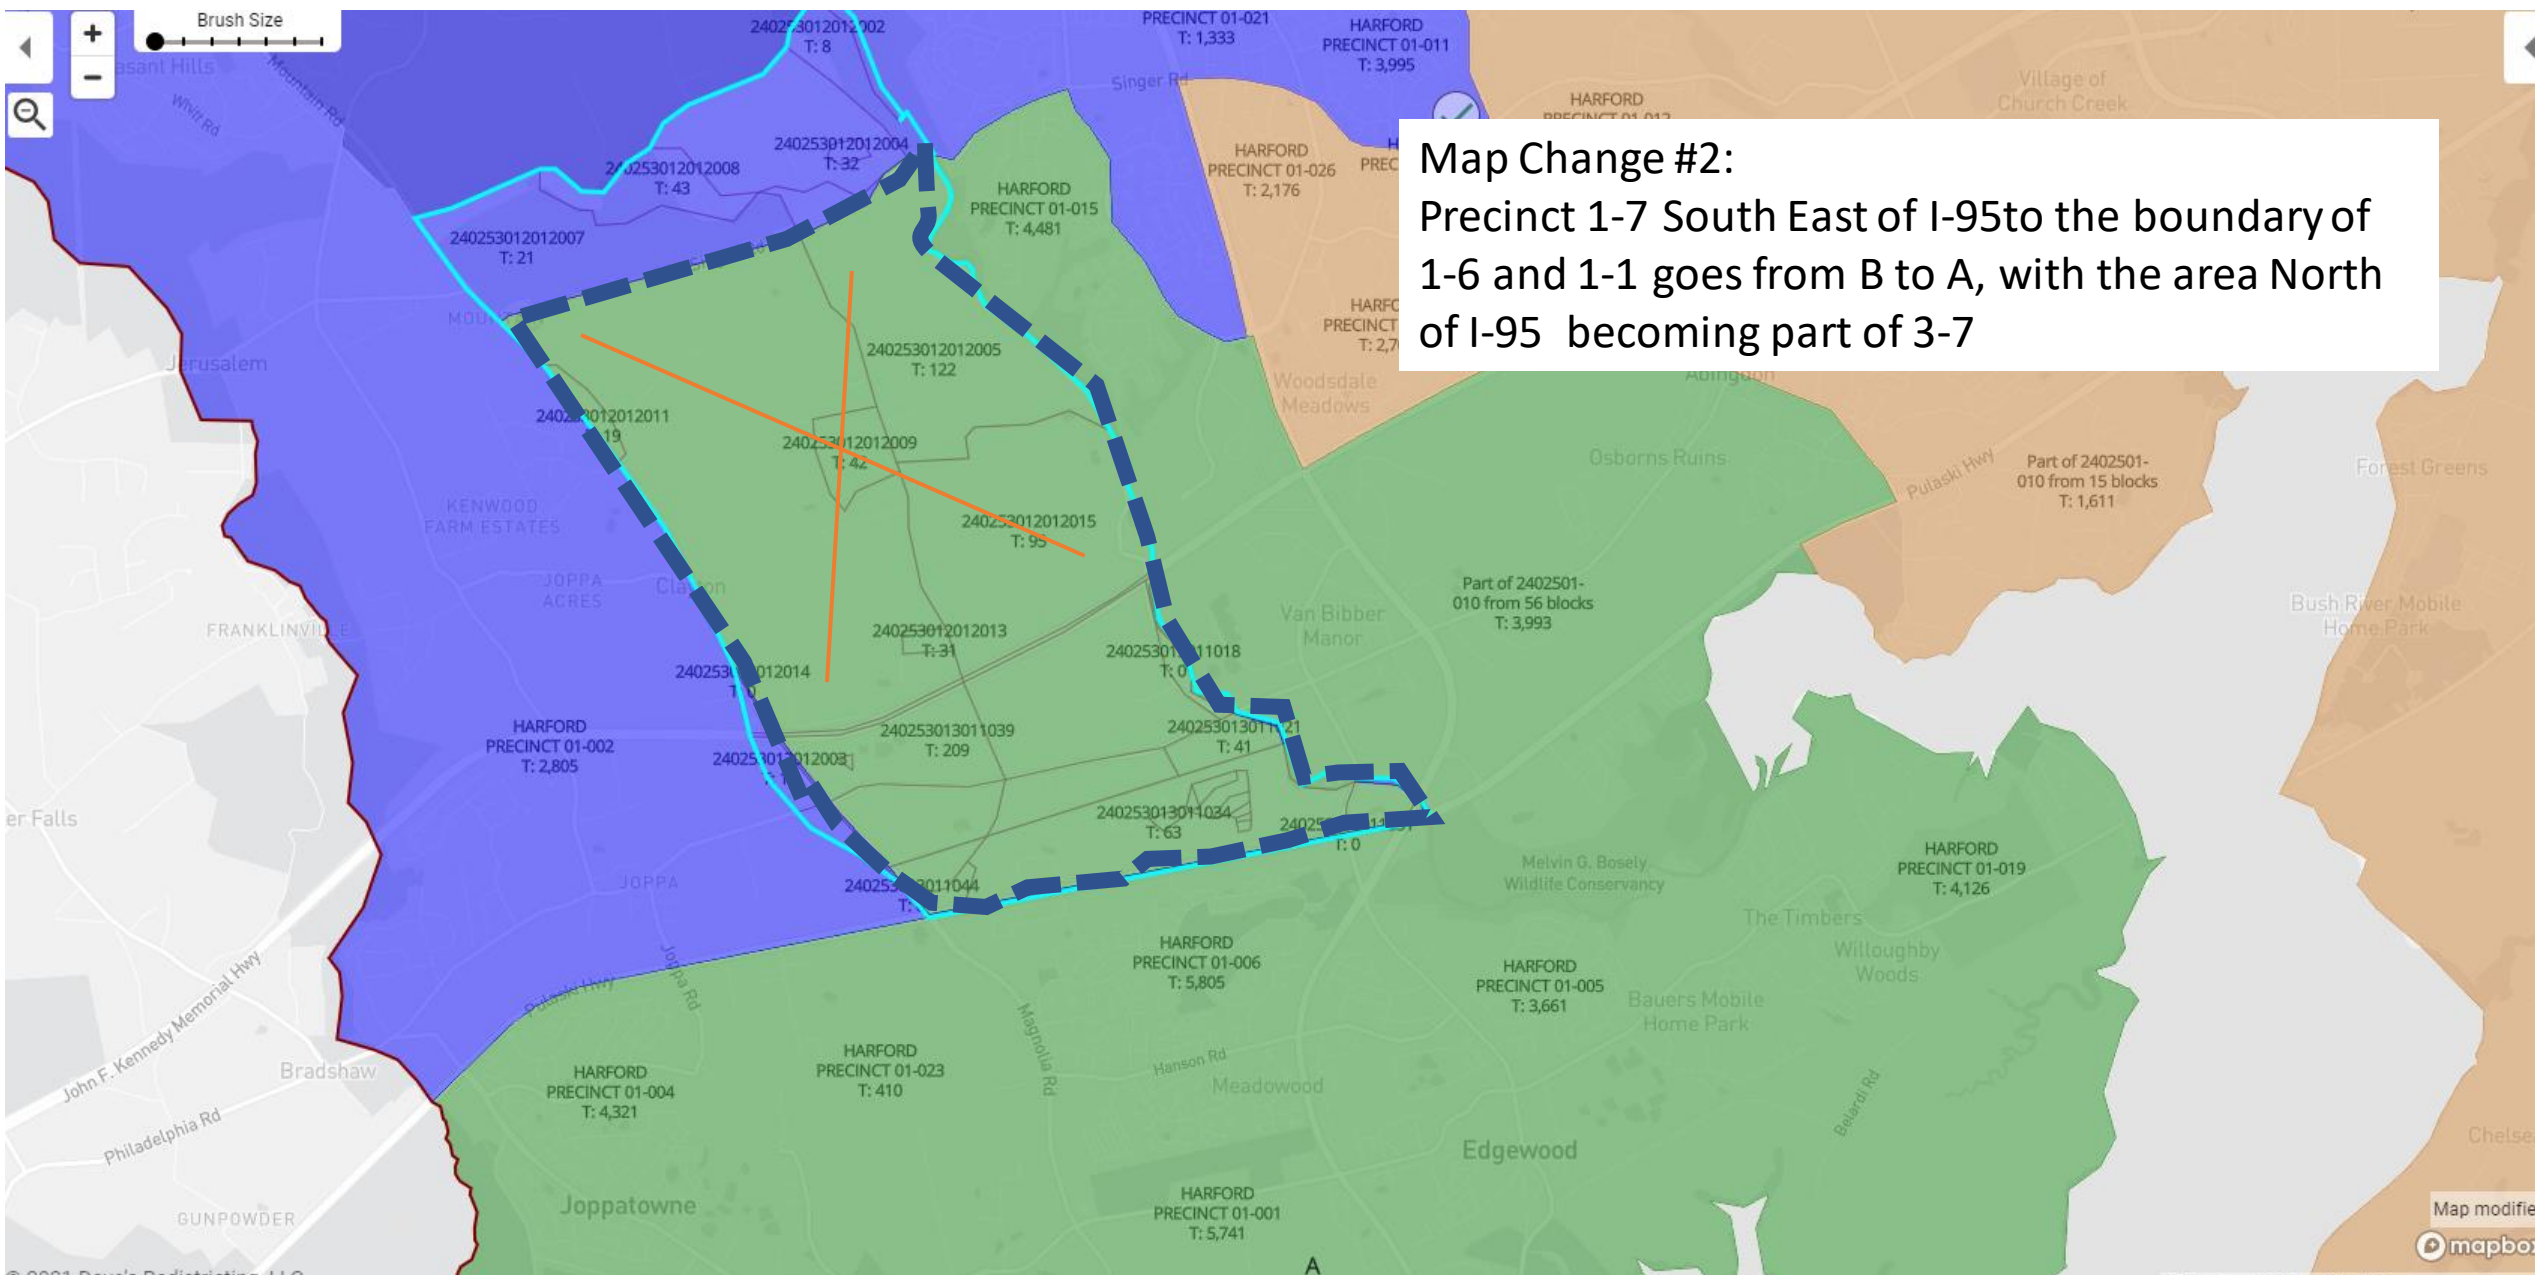 Brush Size
+
−
Map Change #2:
Precinct 1-7 South East of I-95to the boundary of
1-6 and 1-1 goes from B to A, with the area North
of I-95 becoming part of 3-7
240253012012002
T: 8
PRECINCT 01-021
T: 1,333
HARFORD
PRECINCT 01-011
T: 3,995
Mountain Rd
Whitt Rd
Singer Rd
Village of
Church Creek
HARFORD
240253012012004
T: 32
240253012012008
T: 43
240253012012007
T: 21
HARFORD
PRECINCT 01-015
T: 4,481
HARFORD
PRECINCT 01-026
T: 2,176
PRECINCT
Jerusalem
240253012012005
T: 122
Woodsdale
Meadows
Abingdon
19
240253012012009
T: 42
240253012012015
T: 95
KENWOOD
FARM ESTATES
JOPPA
ACRES
Clayton
FRANKLINVILLE
Osborns Ruins
Pulaski Hwy
Part of 2402501-
010 from 15 blocks
T: 1,611
Forest Greens
Part of 2402501-
010 from 56 blocks
T: 3,993
Van Bibber
Manor
Bush River Mobile
Home Park
240253012012013
T: 31
T: 0
HARFORD
PRECINCT 01-002
T: 2,805
240253013011039
T: 209
T: 41
240253013011034
T: 63
T: 0
JOPPA
Melvin G. Bosely
Wildlife Conservancy
HARFORD
PRECINCT 01-019
T: 4,126
The Timbers
Willoughby
Woods
HARFORD
PRECINCT 01-006
T: 5,805
HARFORD
PRECINCT 01-005
T: 3,661
Bauers Mobile
Home Park
Pulaski Hwy
Joppa Rd
Magnolia Rd
Hanson Rd
Meadowood
Belardi Rd
John F. Kennedy Memorial Hwy
Bradshaw
Philadelphia Rd
HARFORD
PRECINCT 01-004
T: 4,321
HARFORD
PRECINCT 01-023
T: 410
Edgewood
GUNPOWDER
Joppatowne
HARFORD
PRECINCT 01-001
T: 5,741
A
Map modifie
mapbox